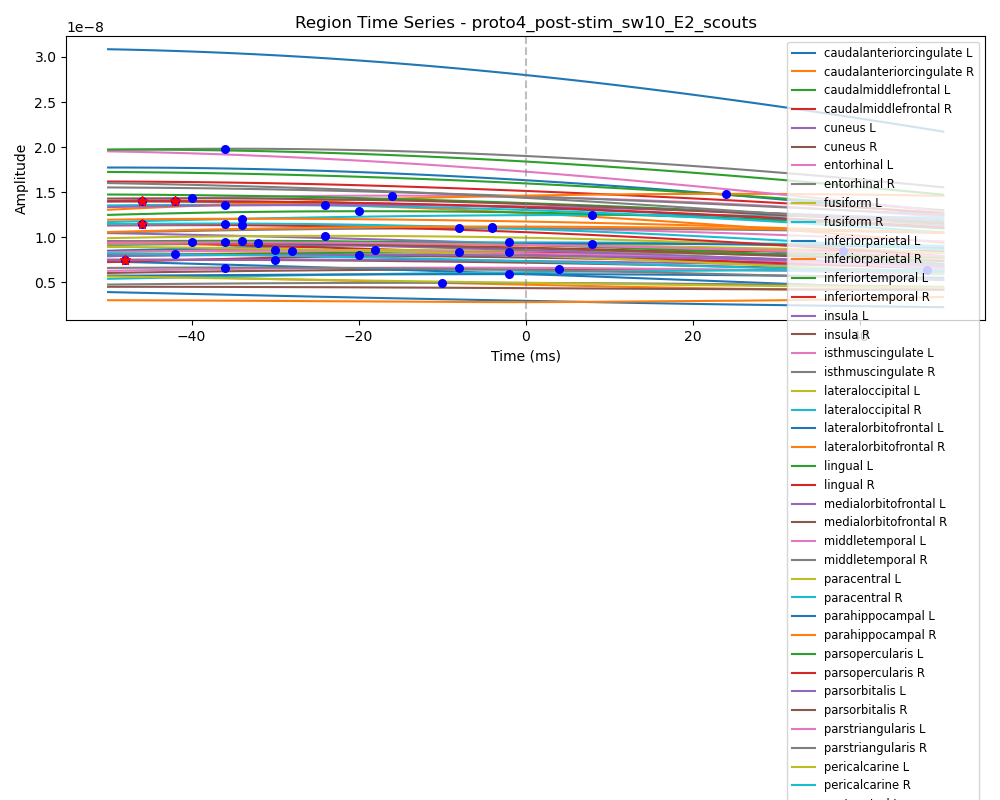 Region Time Series - proto4_post-stim_sw10_E2_scouts
1e−8
3.0
2.5
2.0
1.5
1.0
0.5
Amplitude
−40
−20
0
20
40
Time (ms)
caudalanteriorcingulate L
caudalanteriorcingulate R
caudalmiddlefrontal L
caudalmiddlefrontal R
cuneus L
cuneus R
entorhinal L
entorhinal R
fusiform L
fusiform R
inferiorparietal L
inferiorparietal R
inferiortemporal L
inferiortemporal R
insula L
insula R
isthmuscingulate L
isthmuscingulate R
lateraloccipital L
lateraloccipital R
lateralorbitofrontal L
lateralorbitofrontal R
lingual L
lingual R
medialorbitofrontal L
medialorbitofrontal R
middletemporal L
middletemporal R
paracentral L
paracentral R
parahippocampal L
parahippocampal R
parsopercularis L
parsopercularis R
parsorbitalis L
parsorbitalis R
parstriangularis L
parstriangularis R
pericalcarine L
pericalcarine R